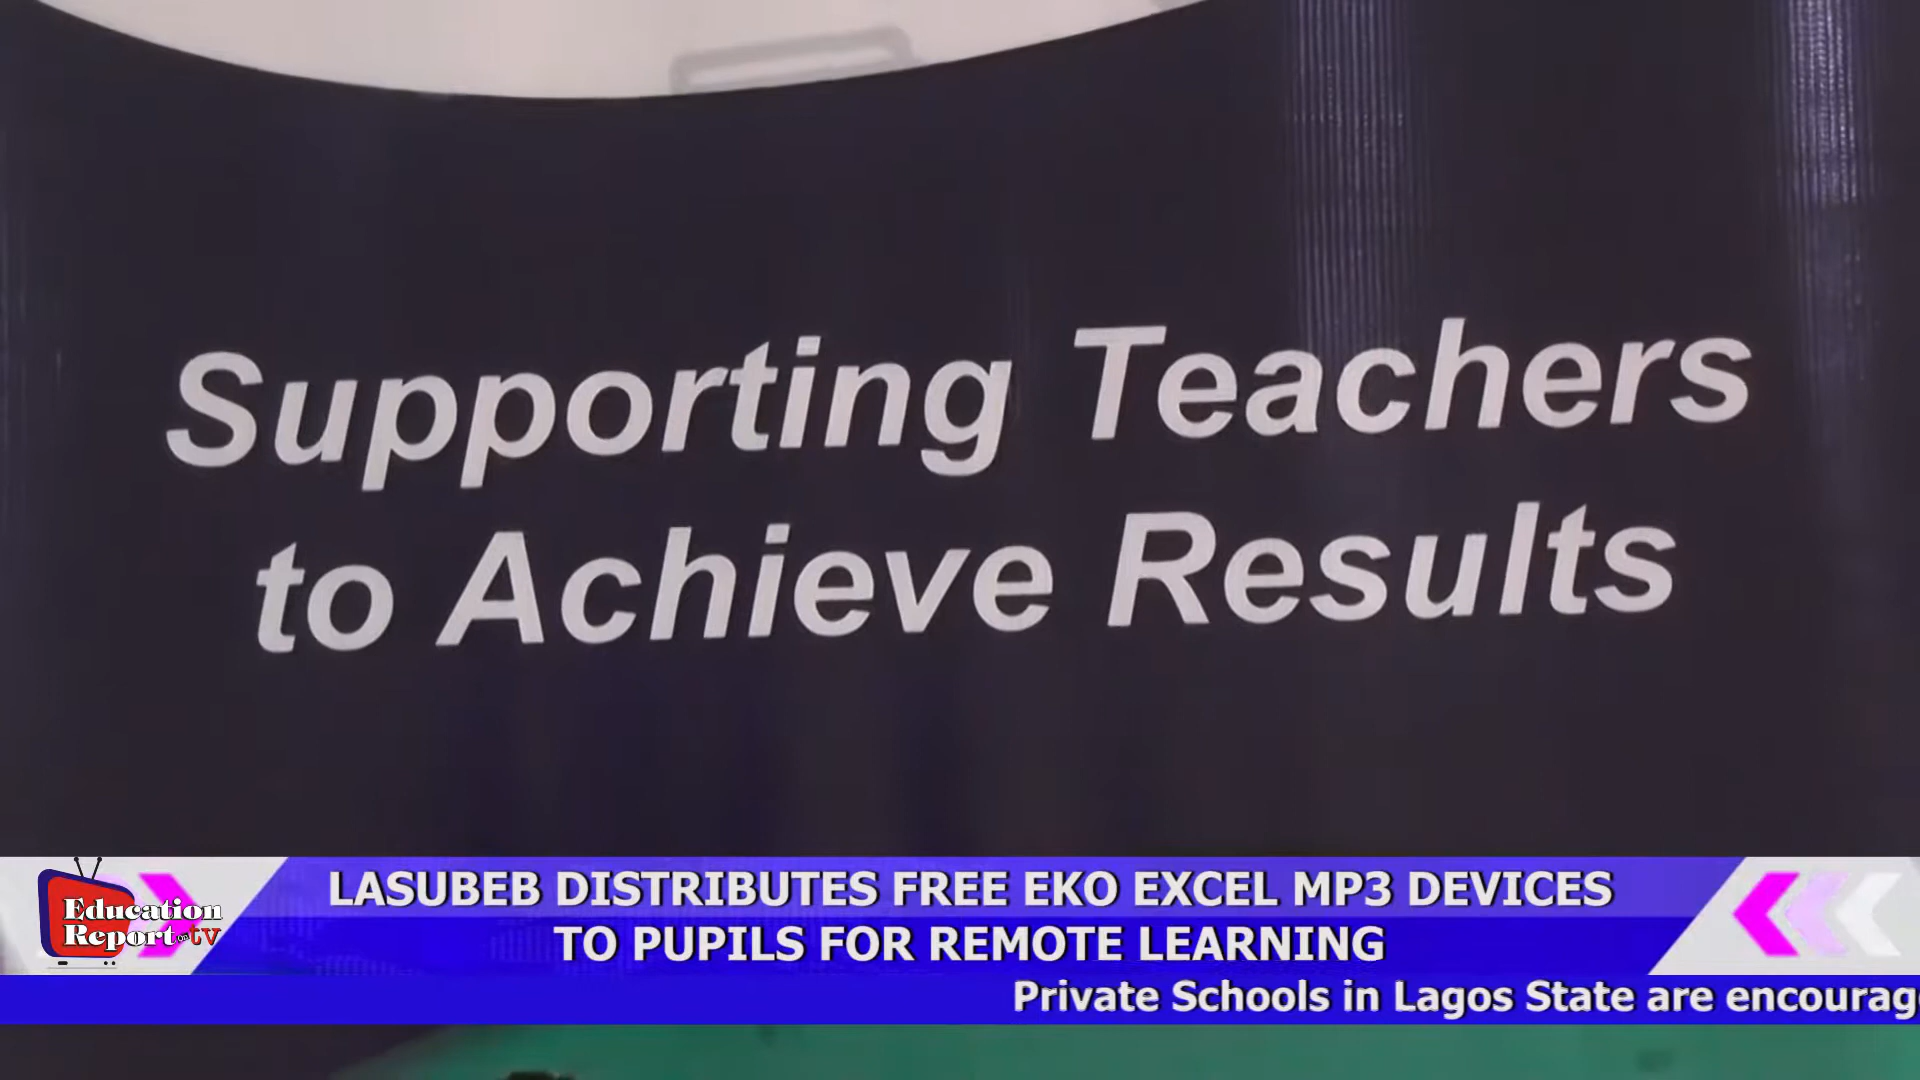 Supporting Teachers
to Achieve Results
LASUBEB DISTRIBUTES FREE EKO EXCEL MP3 DEVICES
TO PUPILS FOR REMOTE LEARNING
Education
Report on tv
Private Schools in Lagos State are encourag